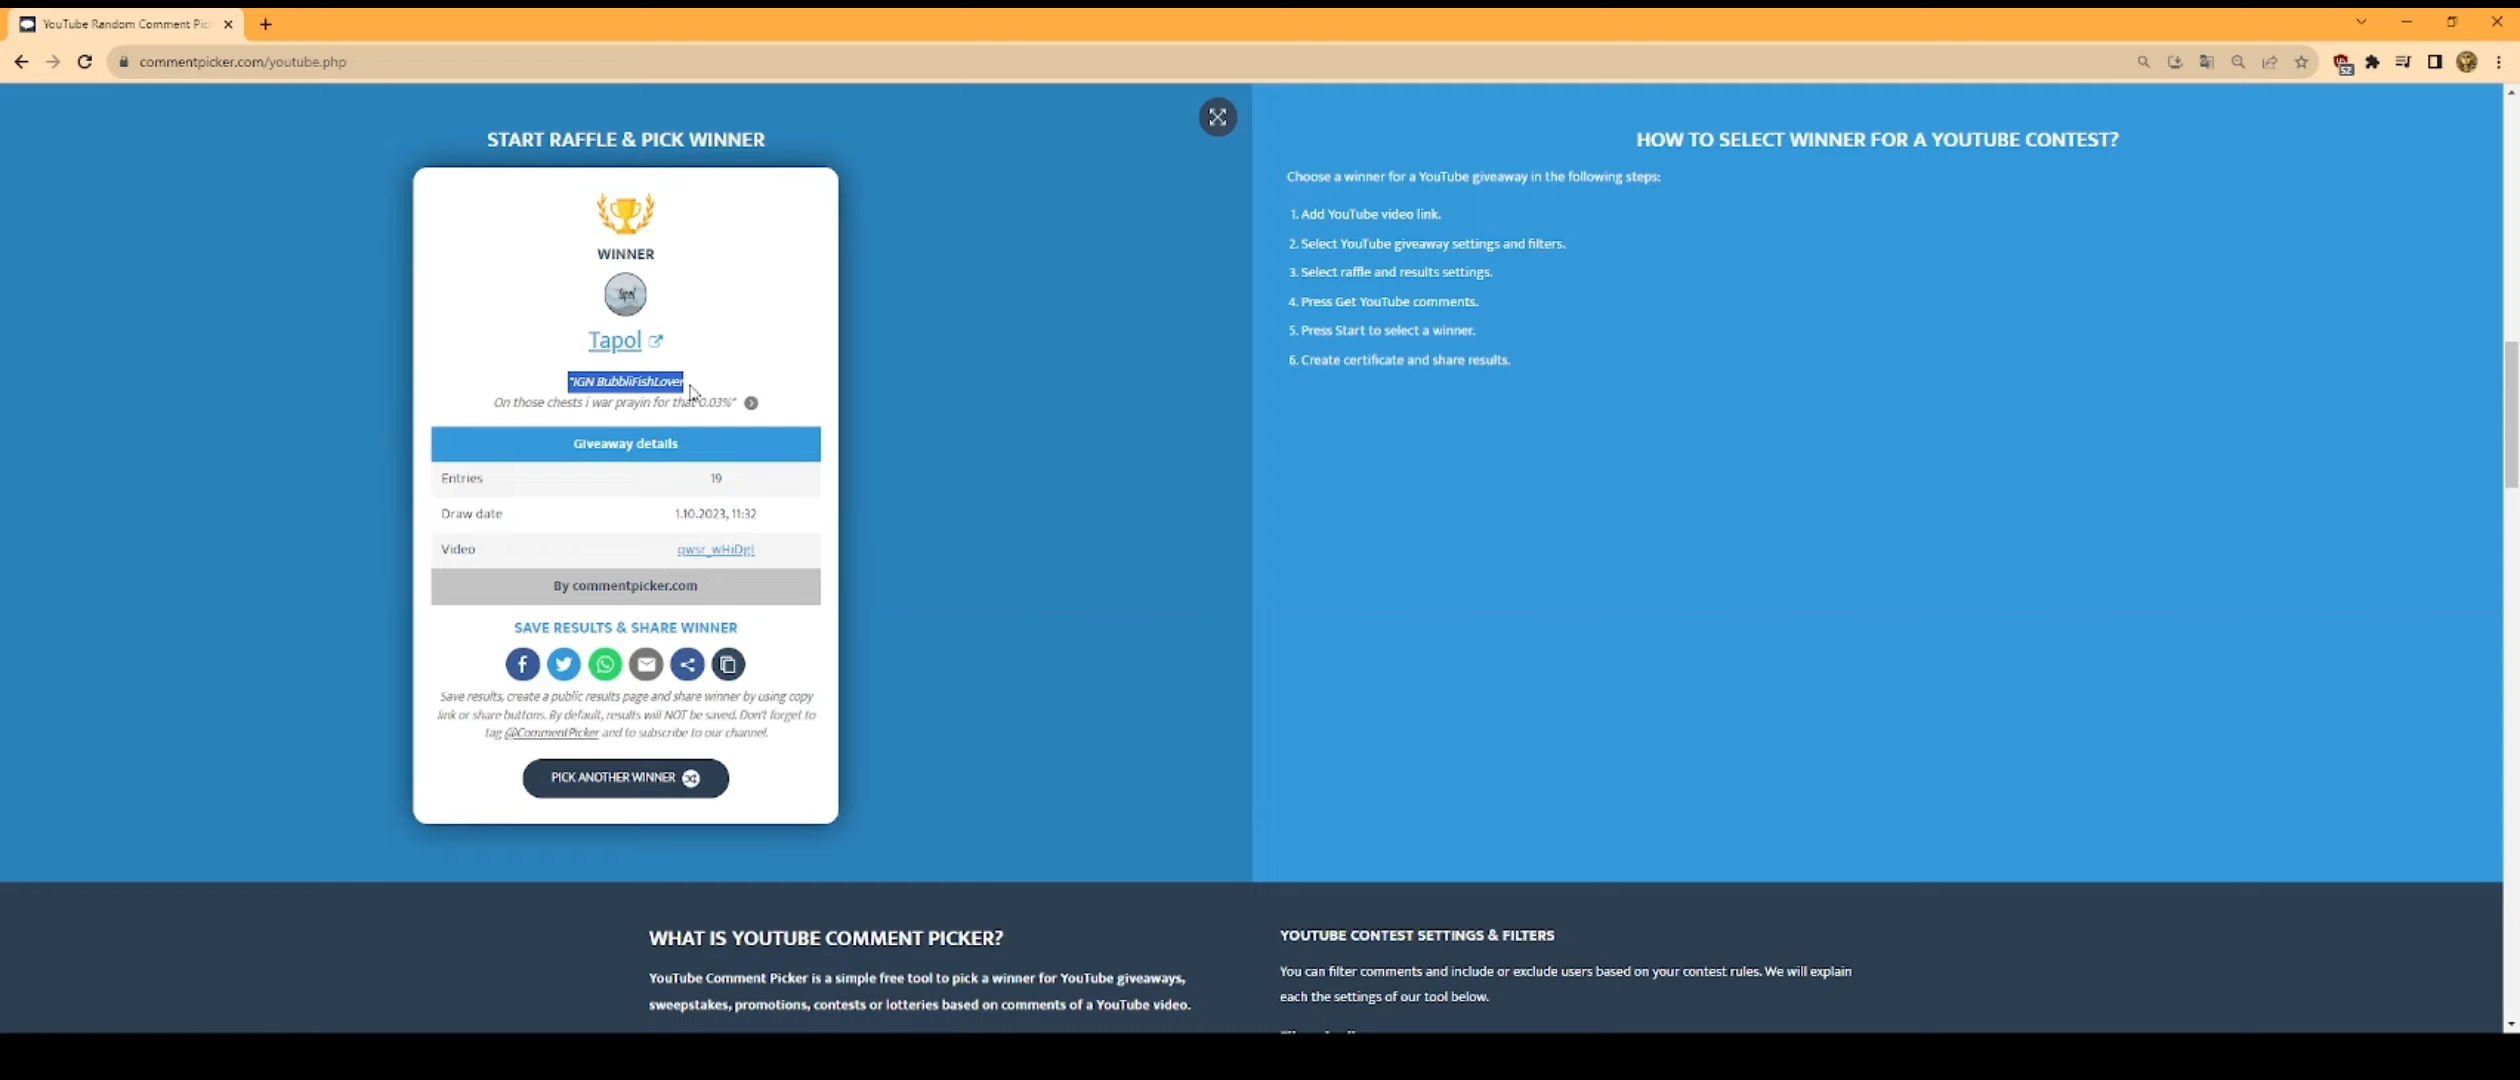 YouTube Random Comment Pic
commentpicker.com/youtube.php
52
START RAFFLE & PICK WINNER
WINNER
Tapol
"IGN BubbliFishLover
On those chests i war prayin for that 0.03%"
Giveaway details
Entries 19
Draw date 1.10.2023, 11:32
Video qwsr_wHiDgI
By commentpicker.com
SAVE RESULTS & SHARE WINNER
Save results, create a public results page and share winner by using copy
link or share buttons. By default, results will NOT be saved. Don't forget to
tag @CommentPicker and to subscribe to our channel.
PICK ANOTHER WINNER
HOW TO SELECT WINNER FOR A YOUTUBE CONTEST?
Choose a winner for a YouTube giveaway in the following steps:
1. Add YouTube video link.
2. Select YouTube giveaway settings and filters.
3. Select raffle and results settings.
4. Press Get YouTube comments.
5. Press Start to select a winner.
6. Create certificate and share results.
WHAT IS YOUTUBE COMMENT PICKER?
YouTube Comment Picker is a simple free tool to pick a winner for YouTube giveaways,
sweepstakes, promotions, contests or lotteries based on comments of a YouTube video.
YOUTUBE CONTEST SETTINGS & FILTERS
You can filter comments and include or exclude users based on your contest rules. We will explain
each the settings of our tool below.